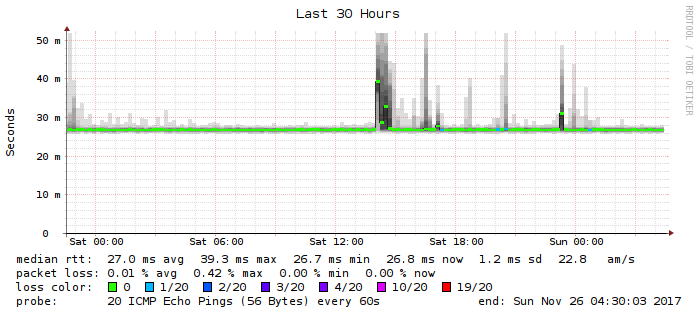 Last 30 Hours
RRDTOOL / TOBI OETIKER
Seconds
50 m
40 m
30 m
20 m
10 m
0
Sat 00:00 Sat 06:00 Sat 12:00 Sat 18:00 Sun 00:00
median rtt: 27.0 ms avg 39.3 ms max 26.7 ms min 26.8 ms now 1.2 ms sd 22.8 am/s
packet loss: 0.01 % avg 0.42 % max 0.00 % min 0.00 % now
loss color: 0 1/20 2/20 3/20 4/20 10/20 19/20
probe: 20 ICMP Echo Pings (56 Bytes) every 60s end: Sun Nov 26 04:30:03 2017